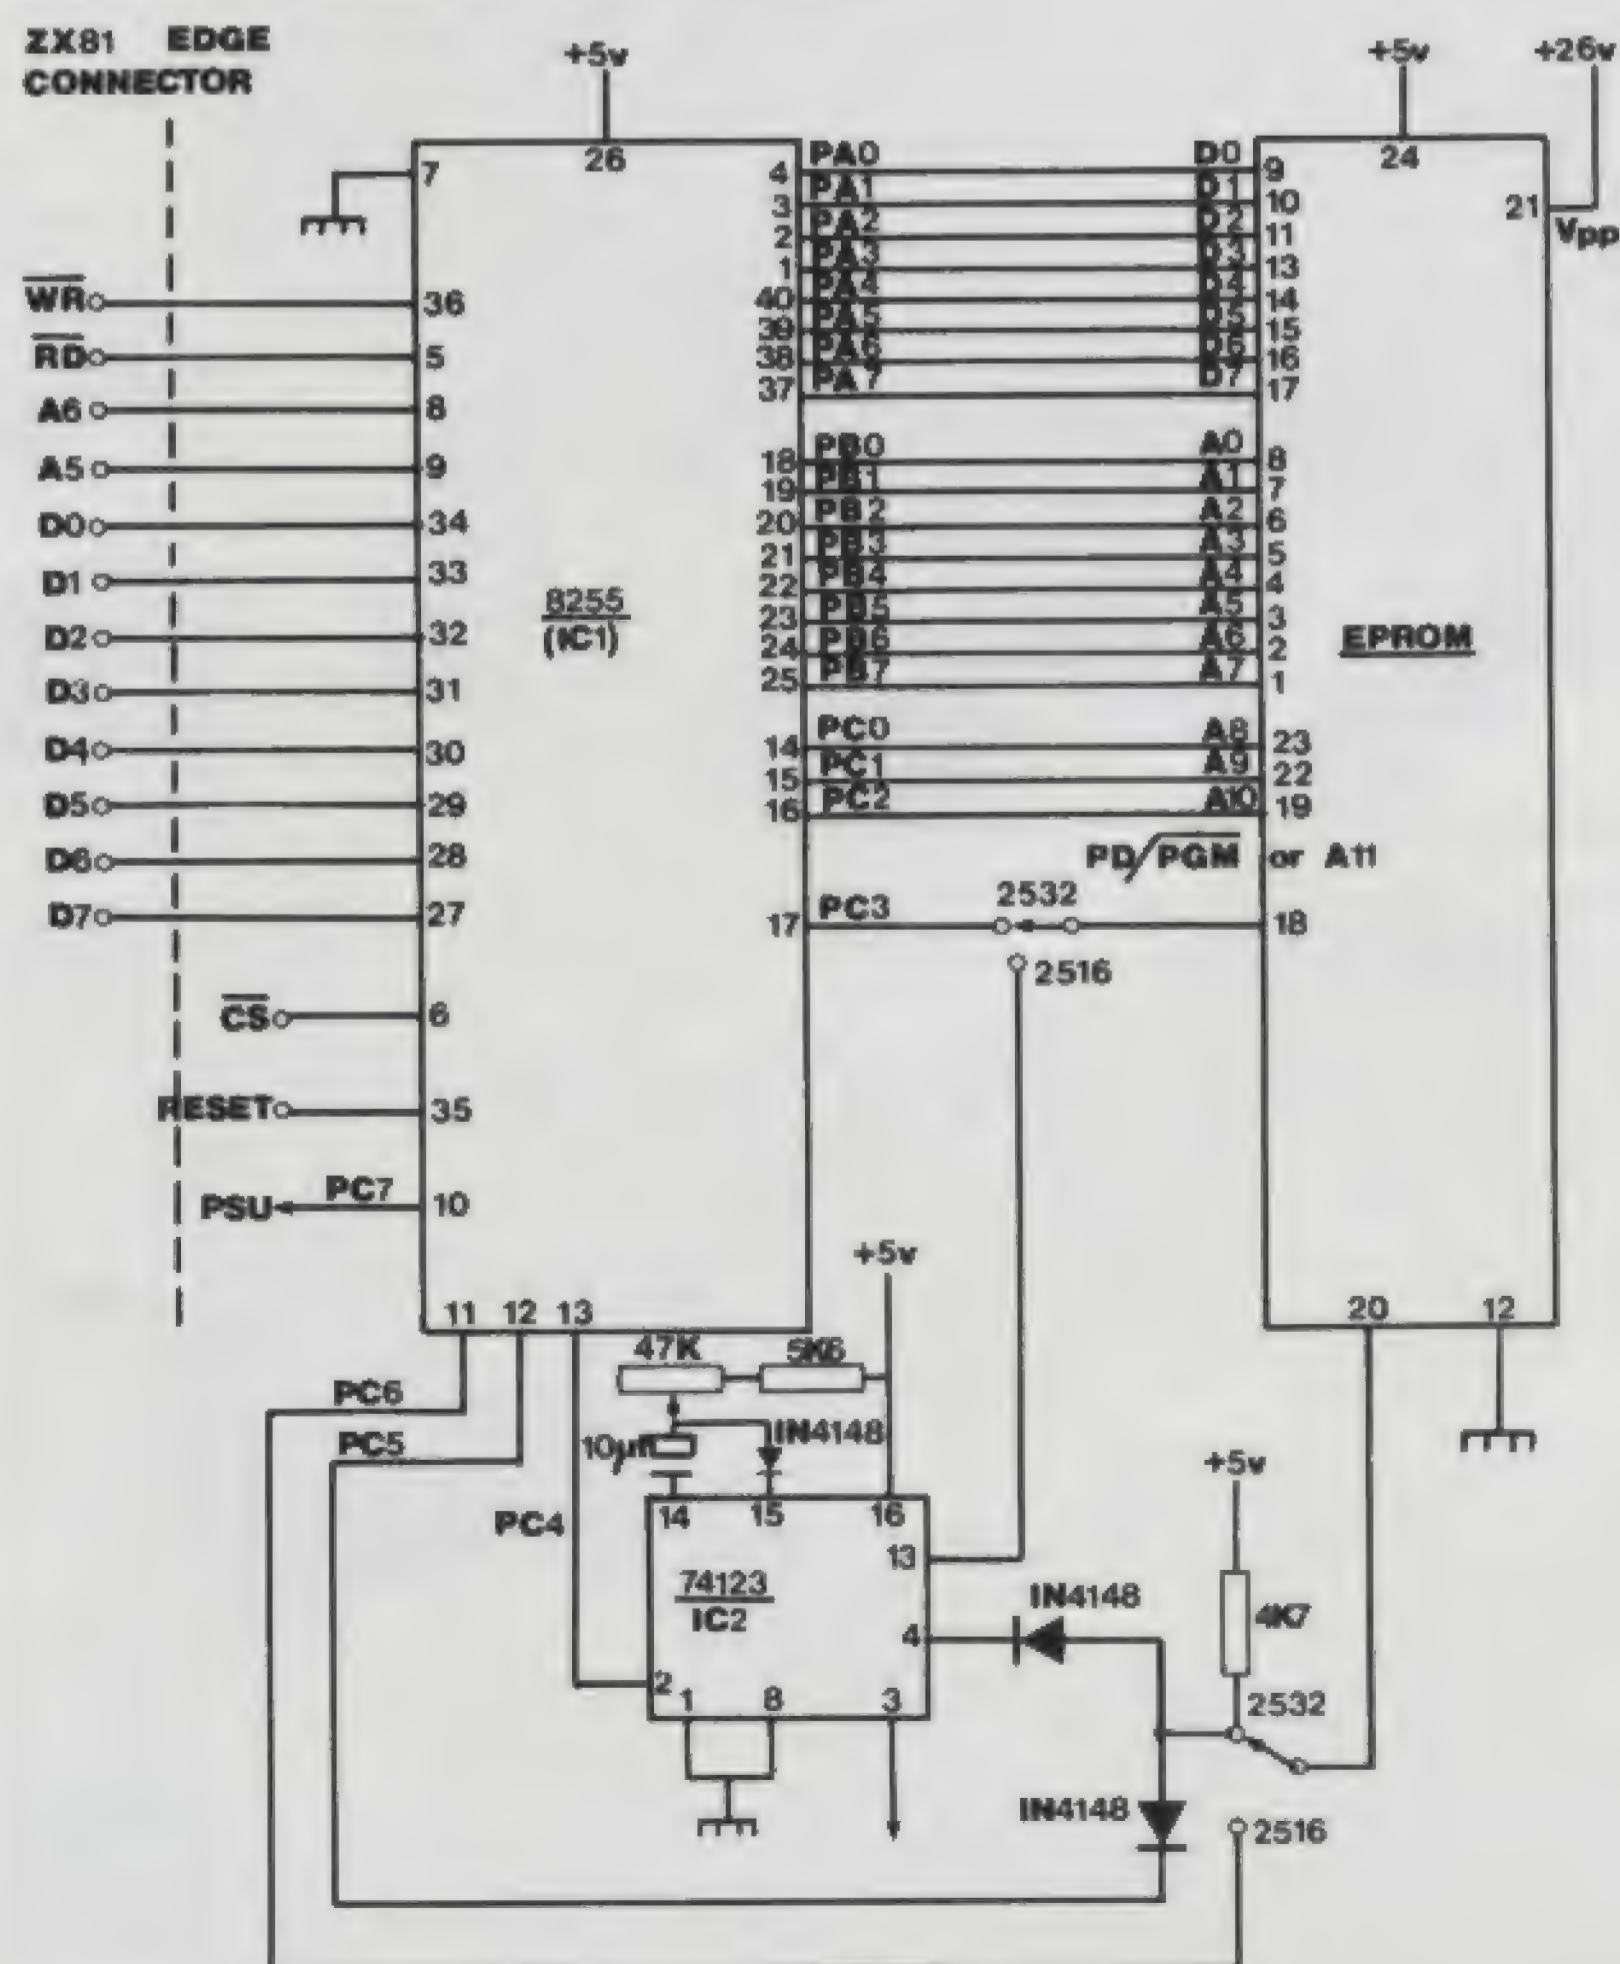 ZX81 EDGE
CONNECTOR
+5v
+5v
+26v
7
26
24
21
Vpp
4 PA0 D0 9
3 PA1 D1 10
2 PA2 D2 11
1 PA3 D3 13
40 PA4 D4 14
39 PA5 D5 15
38 PA6 D6 16
37 PA7 D7 17
W̅R̅ 36
R̅D̅ 5
A6 8
A5 9
D0 34
D1 33
D2 32
D3 31
D4 30
D5 29
D6 28
D7 27
C̅S̅ 6
RESET 35
PSU PC7 10
8255
(IC1)
18 PB0 A0 8
19 PB1 A1 7
20 PB2 A2 6
21 PB3 A3 5
22 PB4 A4 4
23 PB5 A5 3
24 PB6 A6 2
25 PB7 A7 1
EPROM
14 PC0 A8 23
15 PC1 A9 22
16 PC2 A10 19
PD/P̅G̅M̅ or A11
17 PC3 2532 18
2516
11 12 13
20 12
+5v
47K 5K6
PC6
PC5
10µf
IN4148
PC4
14 15 16
13
74123
IC2
4
2
1 8 3
IN4148
+5v
4K7
2532
IN4148
2516